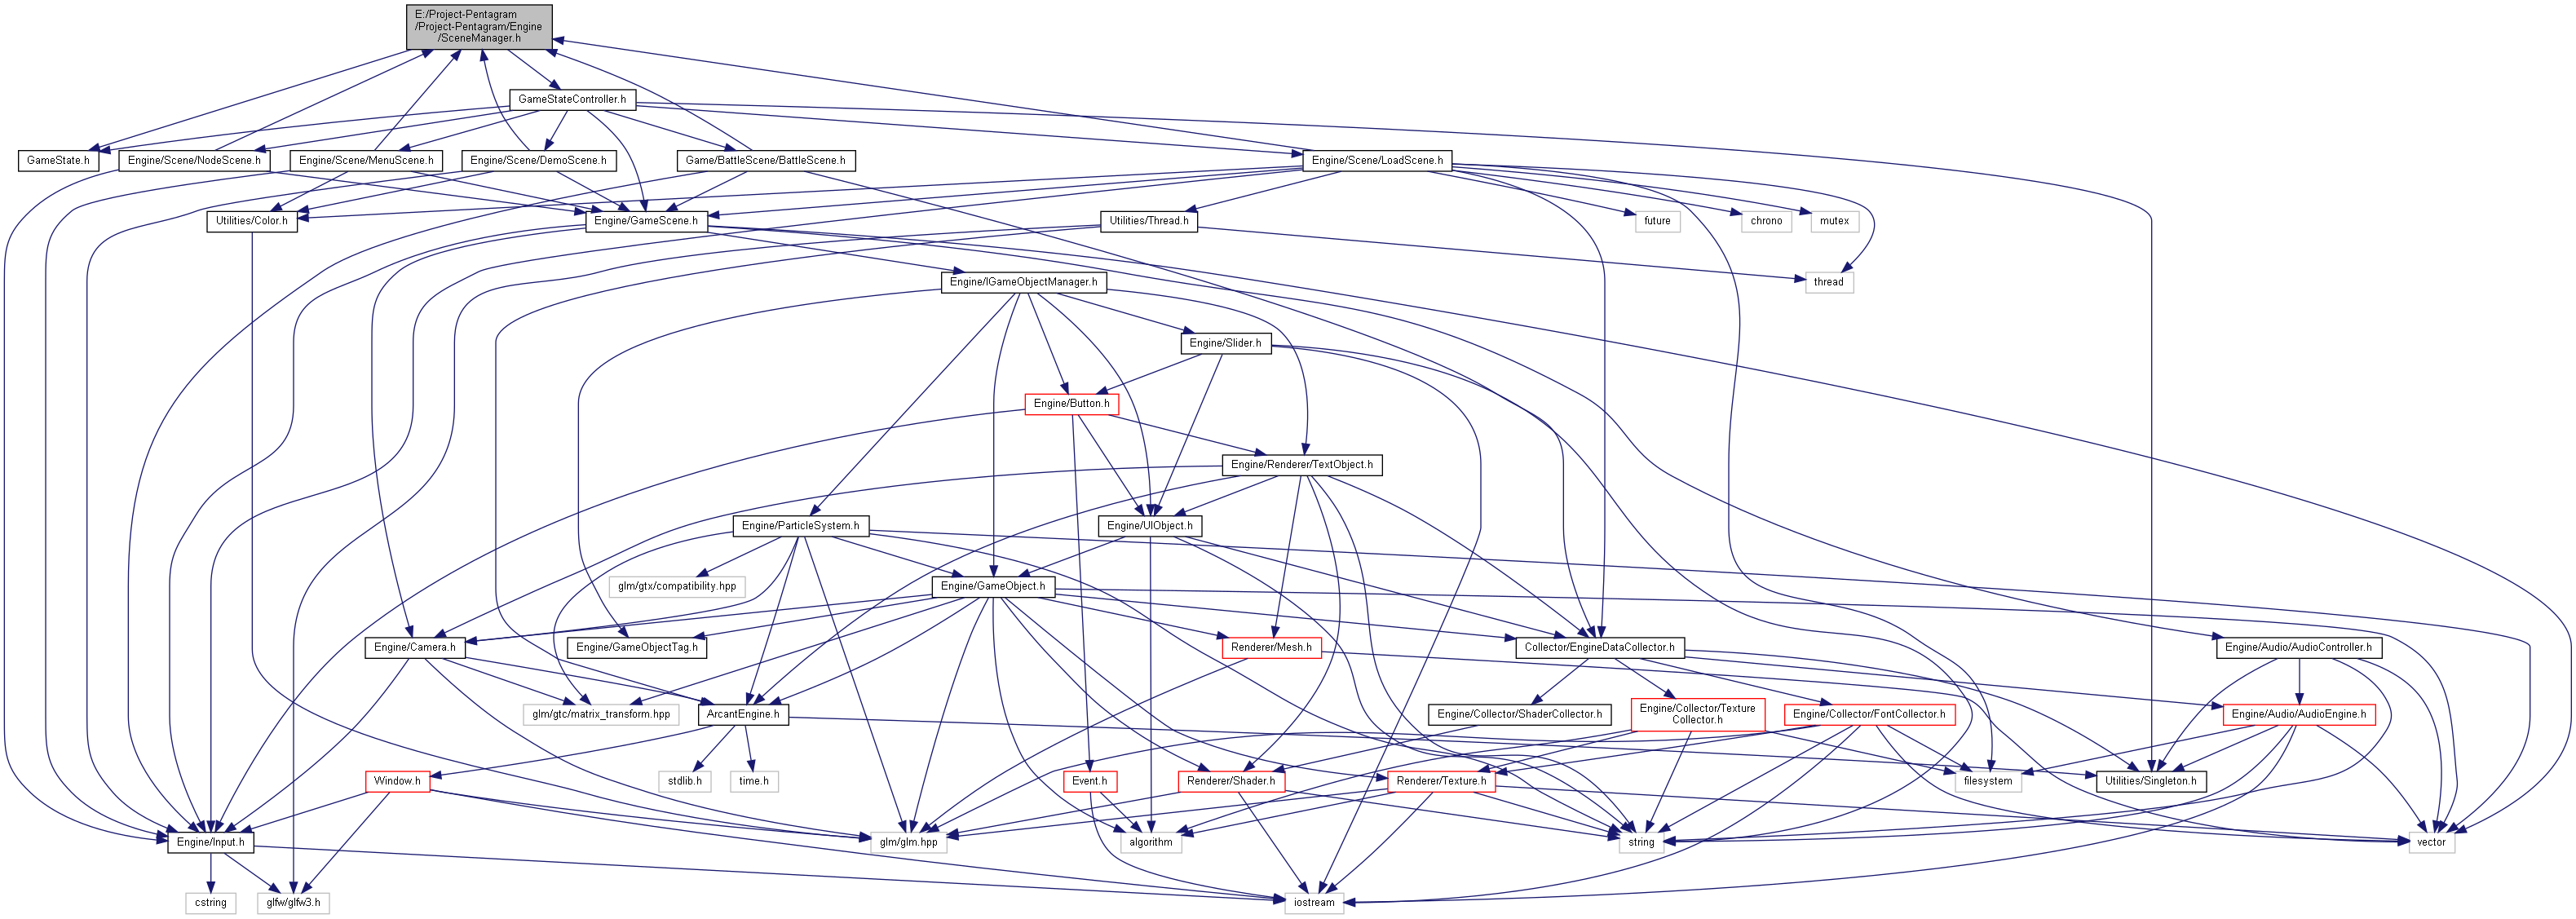 E:/Project-Pentagram
/Project-Pentagram/Engine
/SceneManager.h
GameStateController.h
GameState.h
Engine/Scene/NodeScene.h
Engine/Scene/MenuScene.h
Engine/Scene/DemoScene.h
Game/BattleScene/BattleScene.h
Engine/Scene/LoadScene.h
Utilities/Color.h
Engine/GameScene.h
Utilities/Thread.h
future
chrono
mutex
Engine/IGameObjectManager.h
thread
Engine/Slider.h
Engine/Button.h
Engine/Renderer/TextObject.h
Engine/ParticleSystem.h
Engine/UIObject.h
glm/gtx/compatibility.hpp
Engine/GameObject.h
Engine/Camera.h
Engine/GameObjectTag.h
Renderer/Mesh.h
Collector/EngineDataCollector.h
Engine/Audio/AudioController.h
glm/gtc/matrix_transform.hpp
ArcantEngine.h
Engine/Collector/ShaderCollector.h
Engine/Collector/Texture
Collector.h
Engine/Collector/FontCollector.h
Engine/Audio/AudioEngine.h
Window.h
stdlib.h
time.h
Event.h
Renderer/Shader.h
Renderer/Texture.h
filesystem
Utilities/Singleton.h
Engine/Input.h
glm/glm.hpp
algorithm
string
vector
cstring
glfw/glfw3.h
iostream